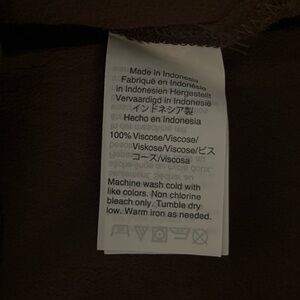 Made in Indonesia
Fabriqué en Indonésie
in Indonesien Hergestellt
Vervaardigd in Indonesië
インドネシア製
Hecho en Indonesia
100% Viscose/Viscose/
Viskose/Viscose/ビス
コース/viscosa
Machine wash cold with
like colors. Non chlorine
bleach only. Tumble dry
low. Warm iron as needed.